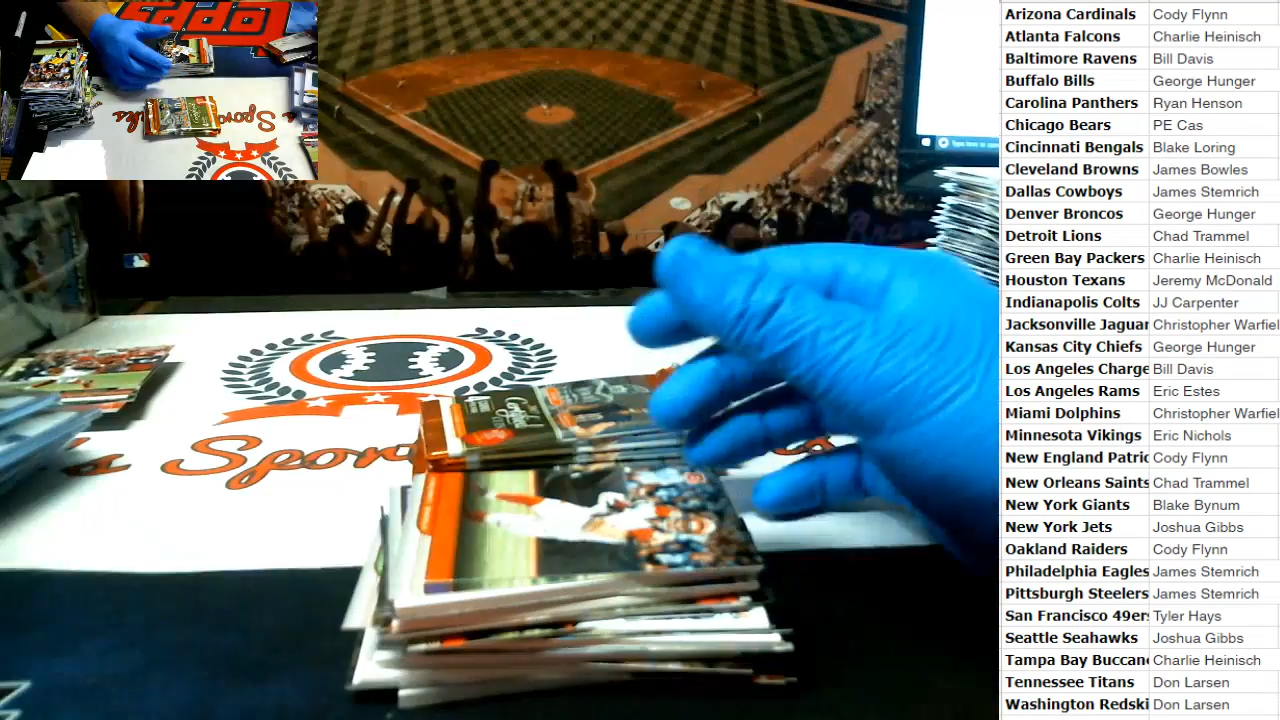 Arizona Cardinals Cody Flynn
Atlanta Falcons Charlie Heinisch
Baltimore Ravens Bill Davis
Buffalo Bills George Hunger
Carolina Panthers Ryan Henson
Chicago Bears PE Cas
Cincinnati Bengals Blake Loring
Cleveland Browns James Bowles
Dallas Cowboys James Stemrich
Denver Broncos George Hunger
Detroit Lions Chad Trammel
Green Bay Packers Charlie Heinisch
Houston Texans Jeremy McDonald
Indianapolis Colts JJ Carpenter
Jacksonville Jaguar Christopher Warfiel
Kansas City Chiefs George Hunger
Los Angeles Charge Bill Davis
Los Angeles Rams Eric Estes
Miami Dolphins Christopher Warfiel
Minnesota Vikings Eric Nichols
New England Patric Cody Flynn
New Orleans Saints Chad Trammel
New York Giants Blake Bynum
New York Jets Joshua Gibbs
Oakland Raiders Cody Flynn
Philadelphia Eagles James Stemrich
Pittsburgh Steelers James Stemrich
San Francisco 49ers Tyler Hays
Seattle Seahawks Joshua Gibbs
Tampa Bay Buccane Charlie Heinisch
Tennessee Titans Don Larsen
Washington Redski Don Larsen